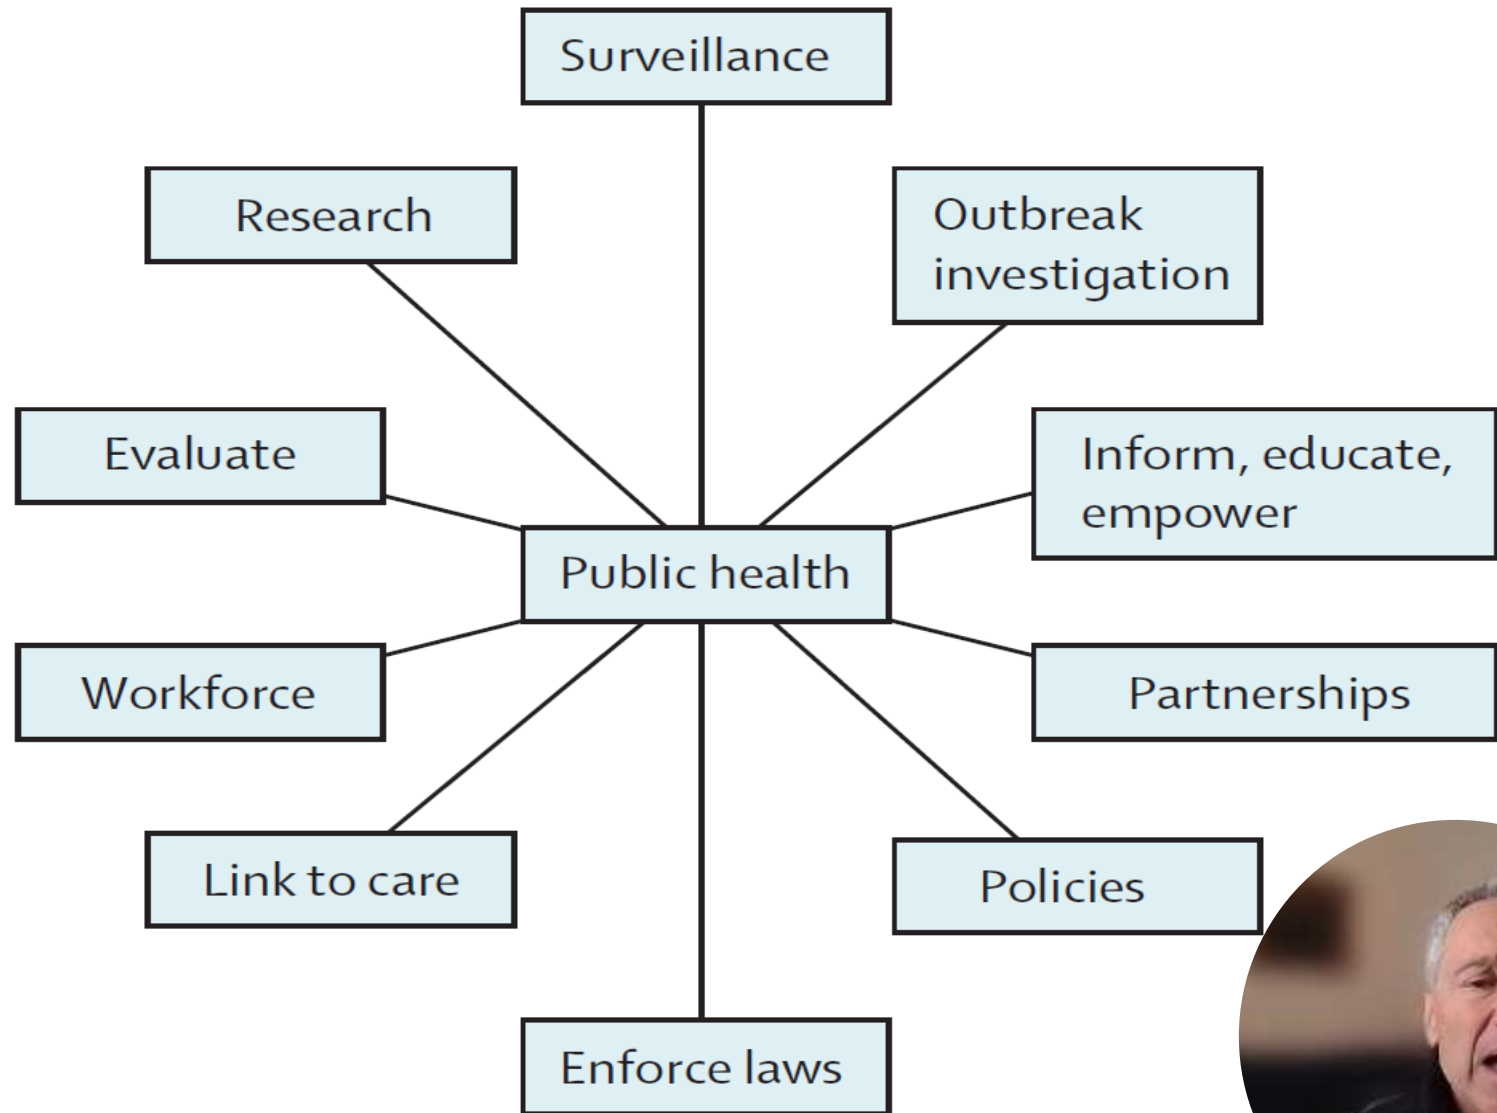 Surveillance
Research
Outbreak
investigation
Evaluate
Inform, educate,
empower
Public health
Workforce
Partnerships
Link to care
Policies
Enforce laws